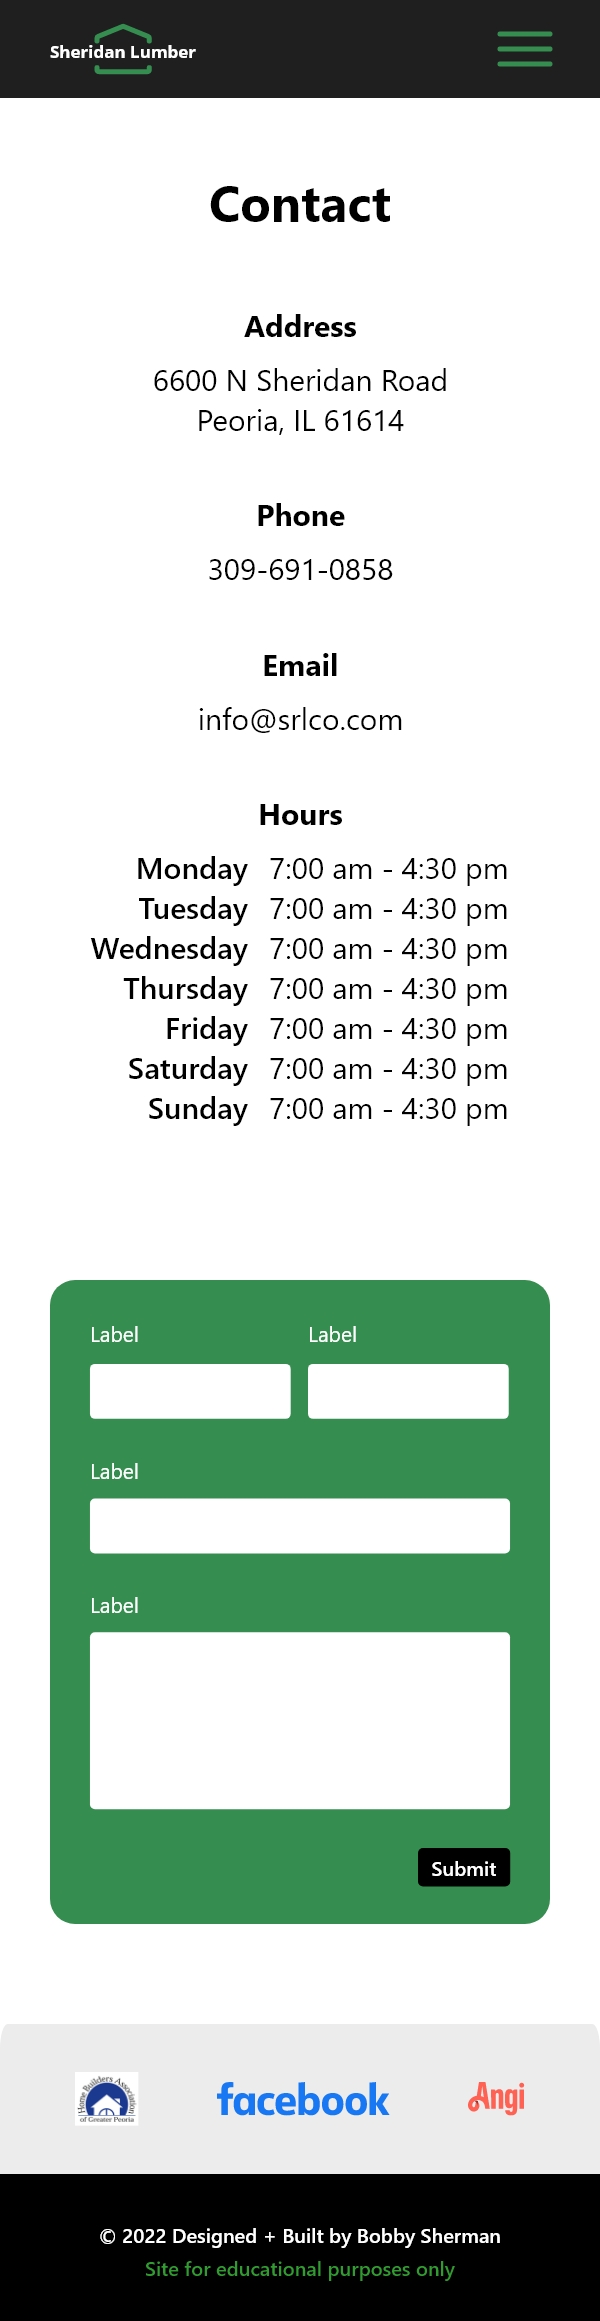 Sheridan Lumber
Contact
Address
6600 N Sheridan Road
Peoria, IL 61614
Phone
309-691-0858
Email
info@srlco.com
Hours
Monday 7:00 am - 4:30 pm
Tuesday 7:00 am - 4:30 pm
Wednesday 7:00 am - 4:30 pm
Thursday 7:00 am - 4:30 pm
Friday 7:00 am - 4:30 pm
Saturday 7:00 am - 4:30 pm
Sunday 7:00 am - 4:30 pm
Label Label
Label
Label
Submit
Home Builders Association
of Greater Peoria
facebook
Angi
© 2022 Designed + Built by Bobby Sherman
Site for educational purposes only